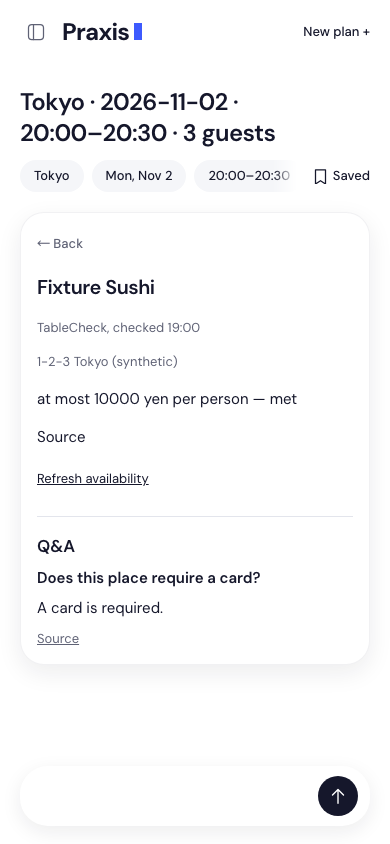 Praxis
New plan +
Tokyo · 2026-11-02 ·
20:00–20:30 · 3 guests
Tokyo
Mon, Nov 2
20:00–20:30
Saved
← Back
Fixture Sushi
TableCheck, checked 19:00
1-2-3 Tokyo (synthetic)
at most 10000 yen per person — met
Source
Refresh availability
Q&A
Does this place require a card?
A card is required.
Source